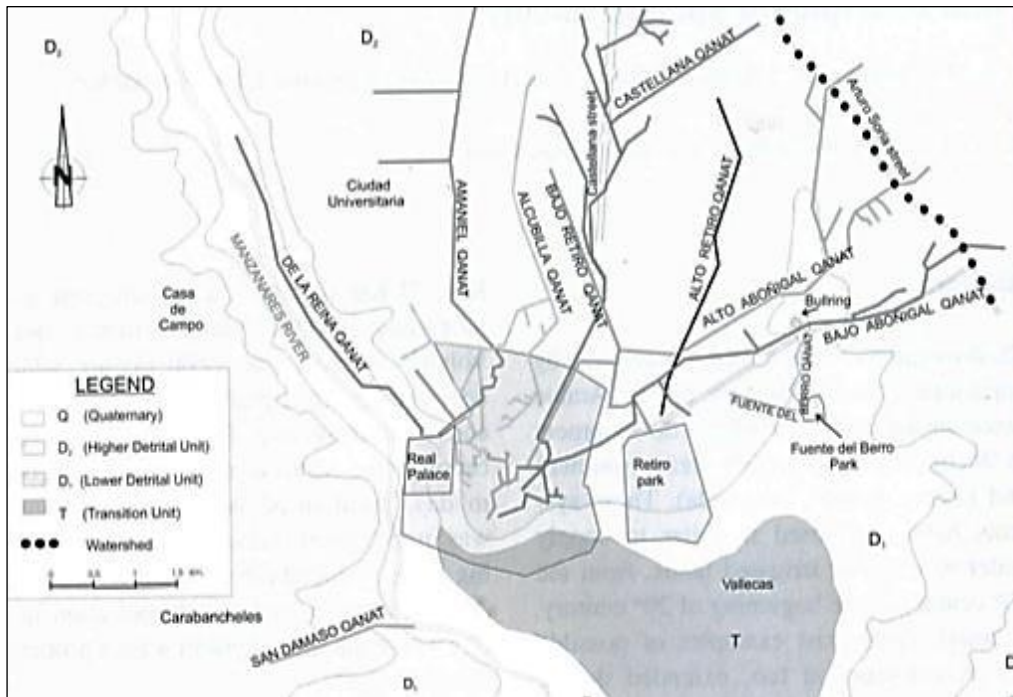 D₂
D₂
CASTELLANA QANAT
Castellana street
Arturo Soria street
Ciudad
Universitaria
AMANIEL QANAT
ALCUBILLA QANAT
BAJO RETIRO QANAT
ALTO RETIRO QANAT
ALTO ABOÑIGAL QANAT
BAJO ABOÑIGAL QANAT
Bullring
N
DE LA REINA QANAT
MANZANARES RIVER
Casa
de
Campo
FUENTE DEL BERRO QANAT
Fuente del Berro
Park
Real
Palace
Retiro
park
LEGEND
Q (Quaternary)
(Higher Detrital Unit)
(Lower Detrital Unit)
T (Transition Unit)
Watershed
0
Carabancheles
SAN DAMASO QANAT
Vallecas
T
D₁
D₁
D